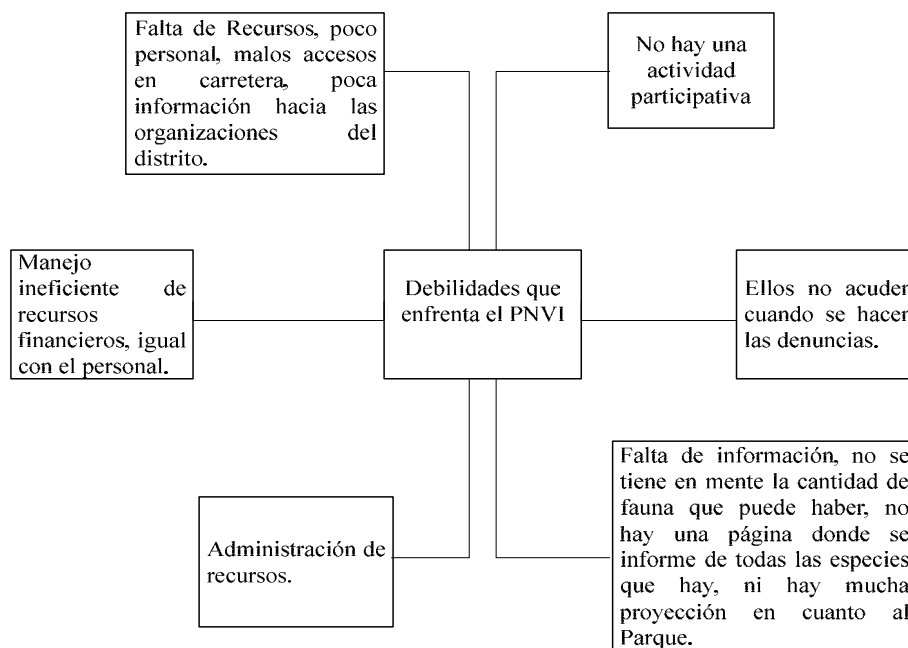 Falta de Recursos, poco
personal, malos accesos
en carretera, poca
información hacia las
organizaciones del
distrito.
No hay una
actividad
participativa
Manejo
ineficiente de
recursos
financieros, igual
con el personal.
Debilidades que
enfrenta el PNVI
Ellos no acuden
cuando se hacen
las denuncias.
Administración de
recursos.
Falta de información, no se
tiene en mente la cantidad de
fauna que puede haber, no
hay una página donde se
informe de todas las especies
que hay, ni hay mucha
proyección en cuanto al
Parque.